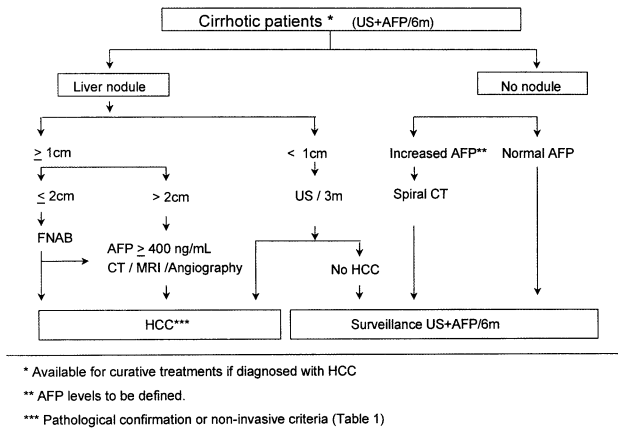 Cirrhotic patients * (US+AFP/6m)
Liver nodule
No nodule
≥ 1cm
< 1cm
Increased AFP**
Normal AFP
≤ 2cm
> 2cm
US / 3m
Spiral CT
FNAB
AFP ≥ 400 ng/mL
CT / MRI /Angiography
No HCC
HCC***
Surveillance US+AFP/6m
* Available for curative treatments if diagnosed with HCC
** AFP levels to be defined.
*** Pathological confirmation or non-invasive criteria (Table 1)